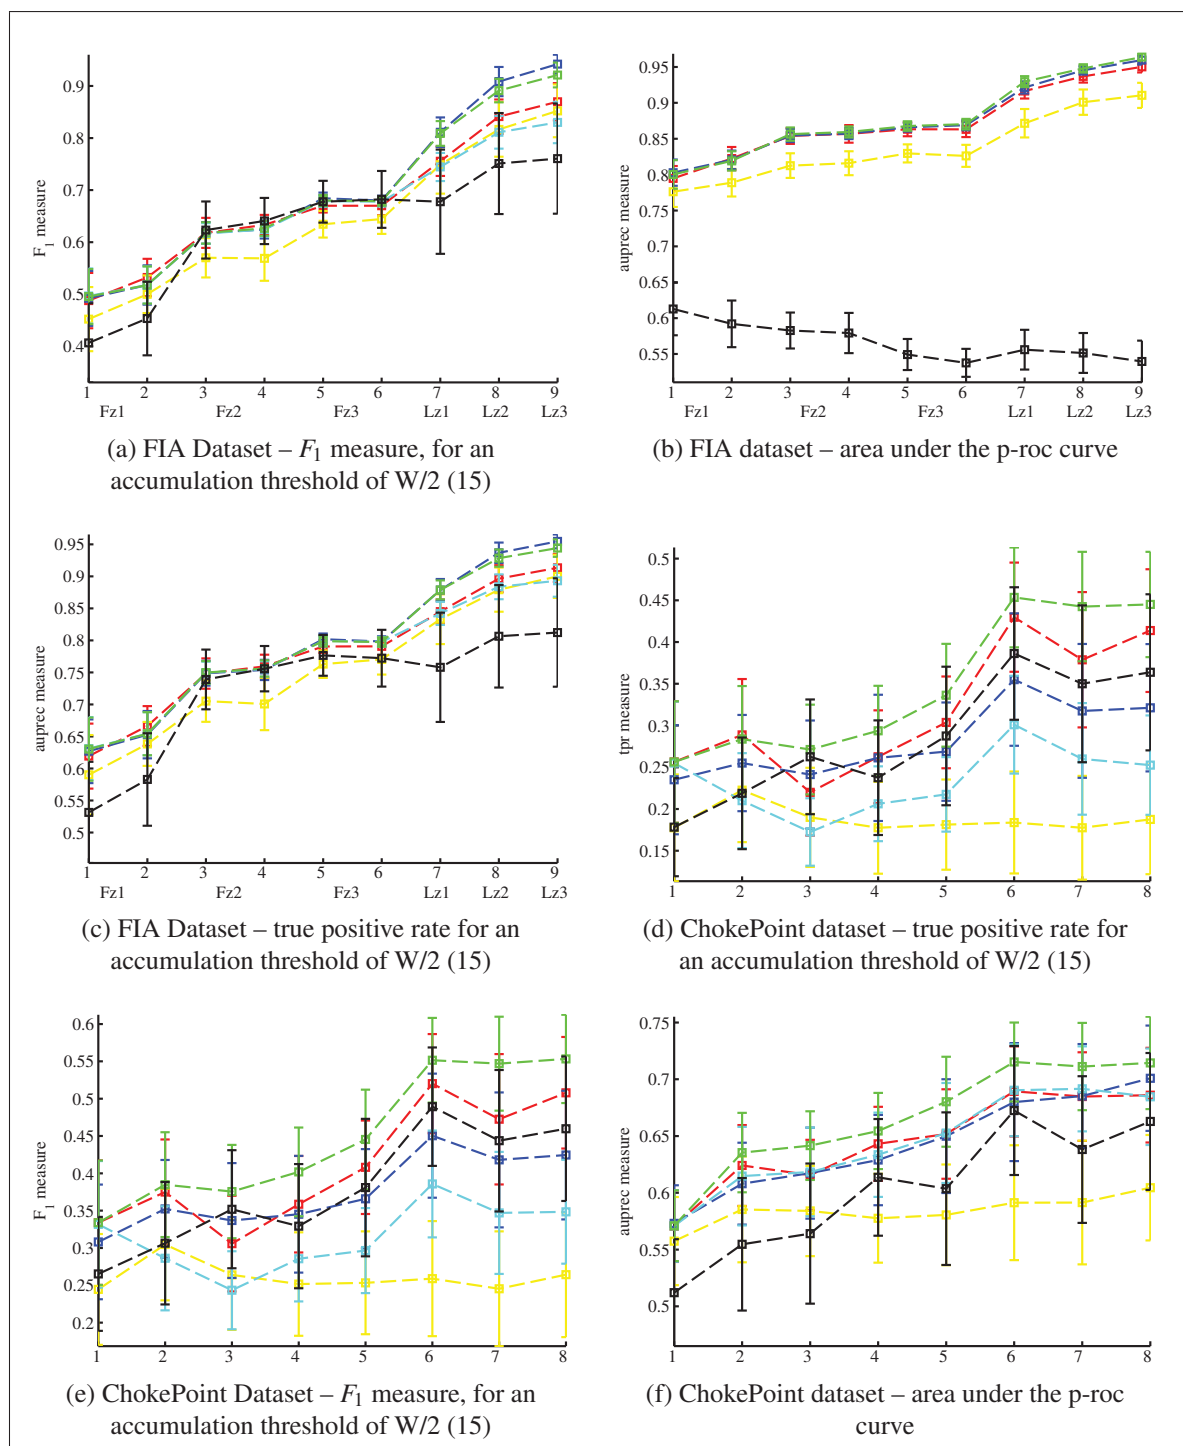 0.9
0.8
0.7
0.6
0.5
0.4
F1 measure
1 2 3 4 5 6 7 8 9
Fz1 Fz2 Fz3 Lz1 Lz2 Lz3
(a) FIA Dataset – F1 measure, for an
accumulation threshold of W/2 (15)
0.95
0.9
0.85
0.8
0.75
0.7
0.65
0.6
0.55
auprec measure
1 2 3 4 5 6 7 8 9
Fz1 Fz2 Fz3 Lz1 Lz2 Lz3
(b) FIA dataset – area under the p-roc curve
0.95
0.9
0.85
0.8
0.75
0.7
0.65
0.6
0.55
0.5
auprec measure
1 2 3 4 5 6 7 8 9
Fz1 Fz2 Fz3 Lz1 Lz2 Lz3
(c) FIA Dataset – true positive rate for an
accumulation threshold of W/2 (15)
0.5
0.45
0.4
0.35
0.3
0.25
0.2
0.15
tpr measure
1 2 3 4 5 6 7 8
(d) ChokePoint dataset – true positive rate for
an accumulation threshold of W/2 (15)
0.6
0.55
0.5
0.45
0.4
0.35
0.3
0.25
0.2
F1 measure
1 2 3 4 5 6 7 8
(e) ChokePoint Dataset – F1 measure, for an
accumulation threshold of W/2 (15)
0.75
0.7
0.65
0.6
0.55
0.5
auprec measure
1 2 3 4 5 6 7 8
(f) ChokePoint dataset – area under the p-roc
curve